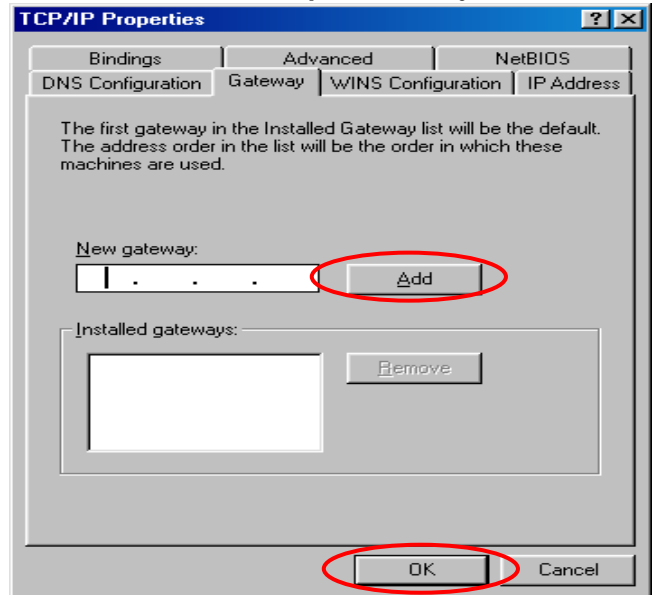 TCP/IP Properties
Bindings Advanced NetBIOS
DNS Configuration Gateway WINS Configuration IP Address
The first gateway in the Installed Gateway list will be the default.
The address order in the list will be the order in which these
machines are used.
New gateway:
. . . Add
Installed gateways:
Remove
OK Cancel